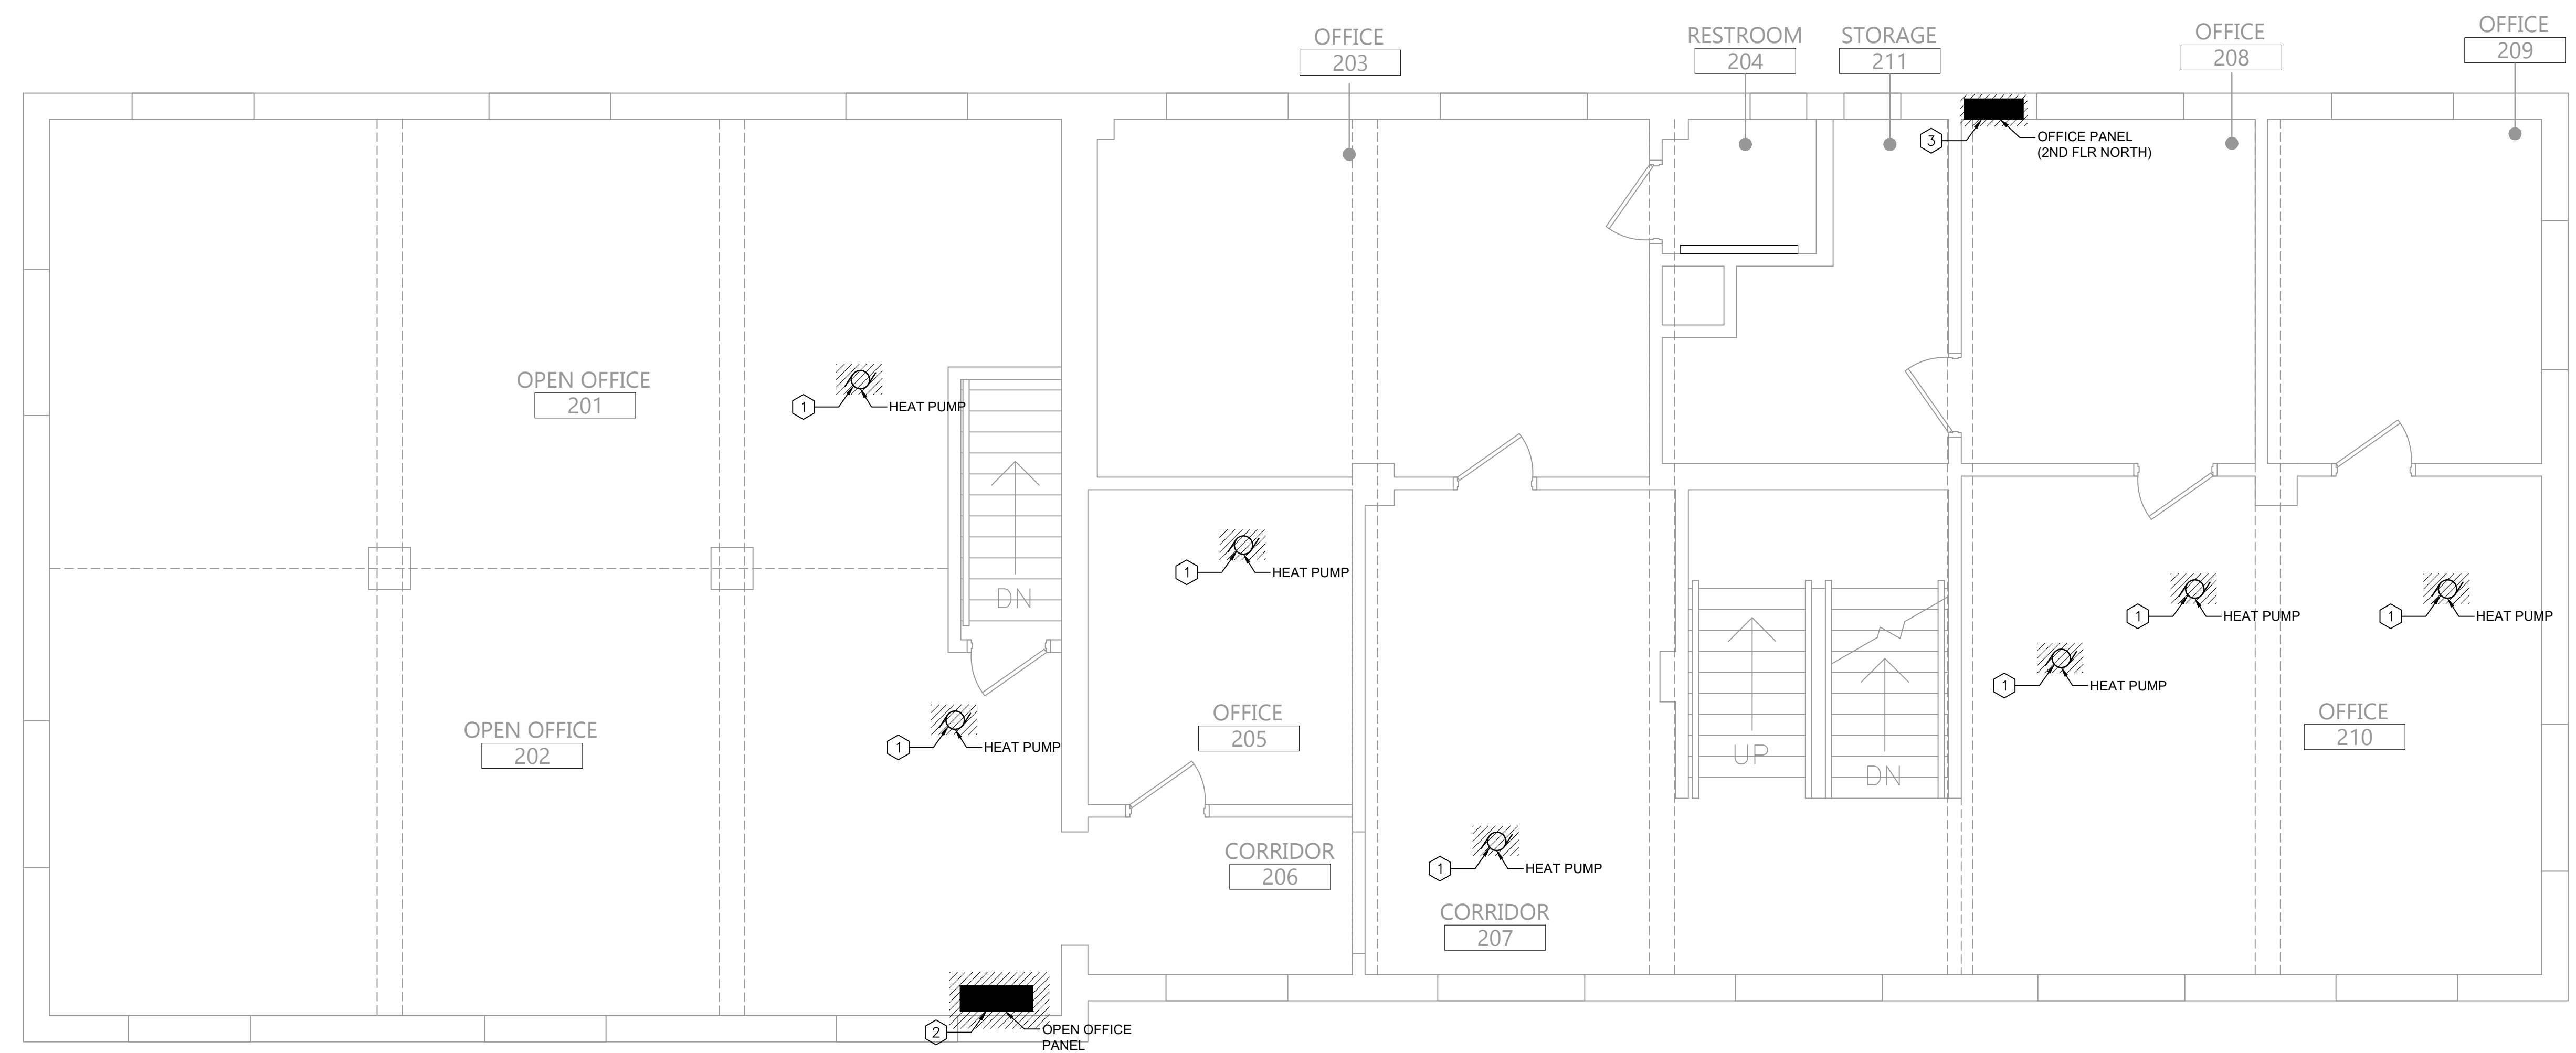 OFFICE
203
RESTROOM
204
STORAGE
211
OFFICE
208
OFFICE
209
3
OFFICE PANEL
(2ND FLR NORTH)
OPEN OFFICE
201
1
HEAT PUMP
1
HEAT PUMP
DN
1
HEAT PUMP
1
HEAT PUMP
1
HEAT PUMP
OPEN OFFICE
202
1
HEAT PUMP
OFFICE
205
UP
DN
OFFICE
210
CORRIDOR
206
1
HEAT PUMP
CORRIDOR
207
2
OPEN OFFICE
PANEL